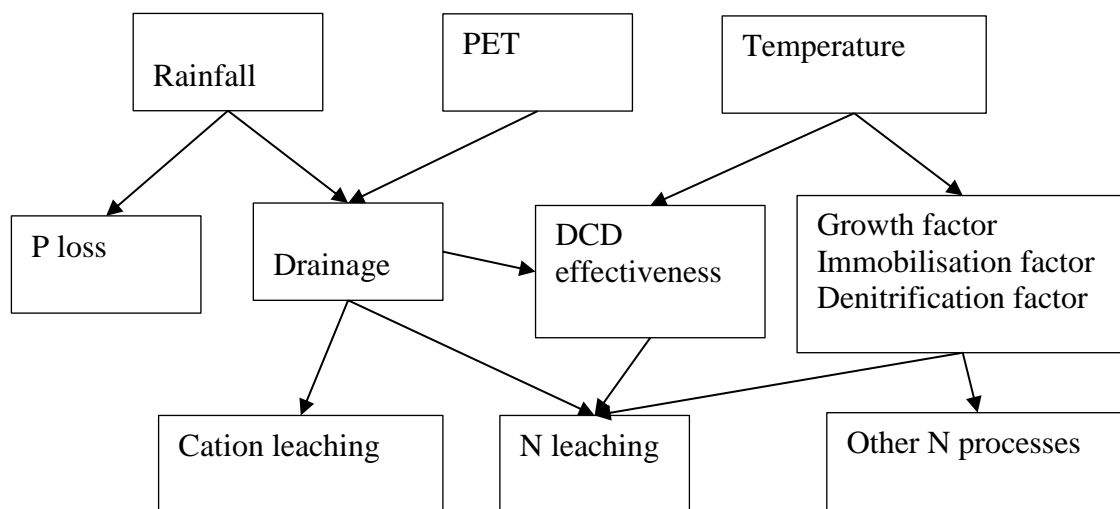 Rainfall
PET
Temperature
P loss
Drainage
DCD
effectiveness
Growth factor
Immobilisation factor
Denitrification factor
Cation leaching
N leaching
Other N processes